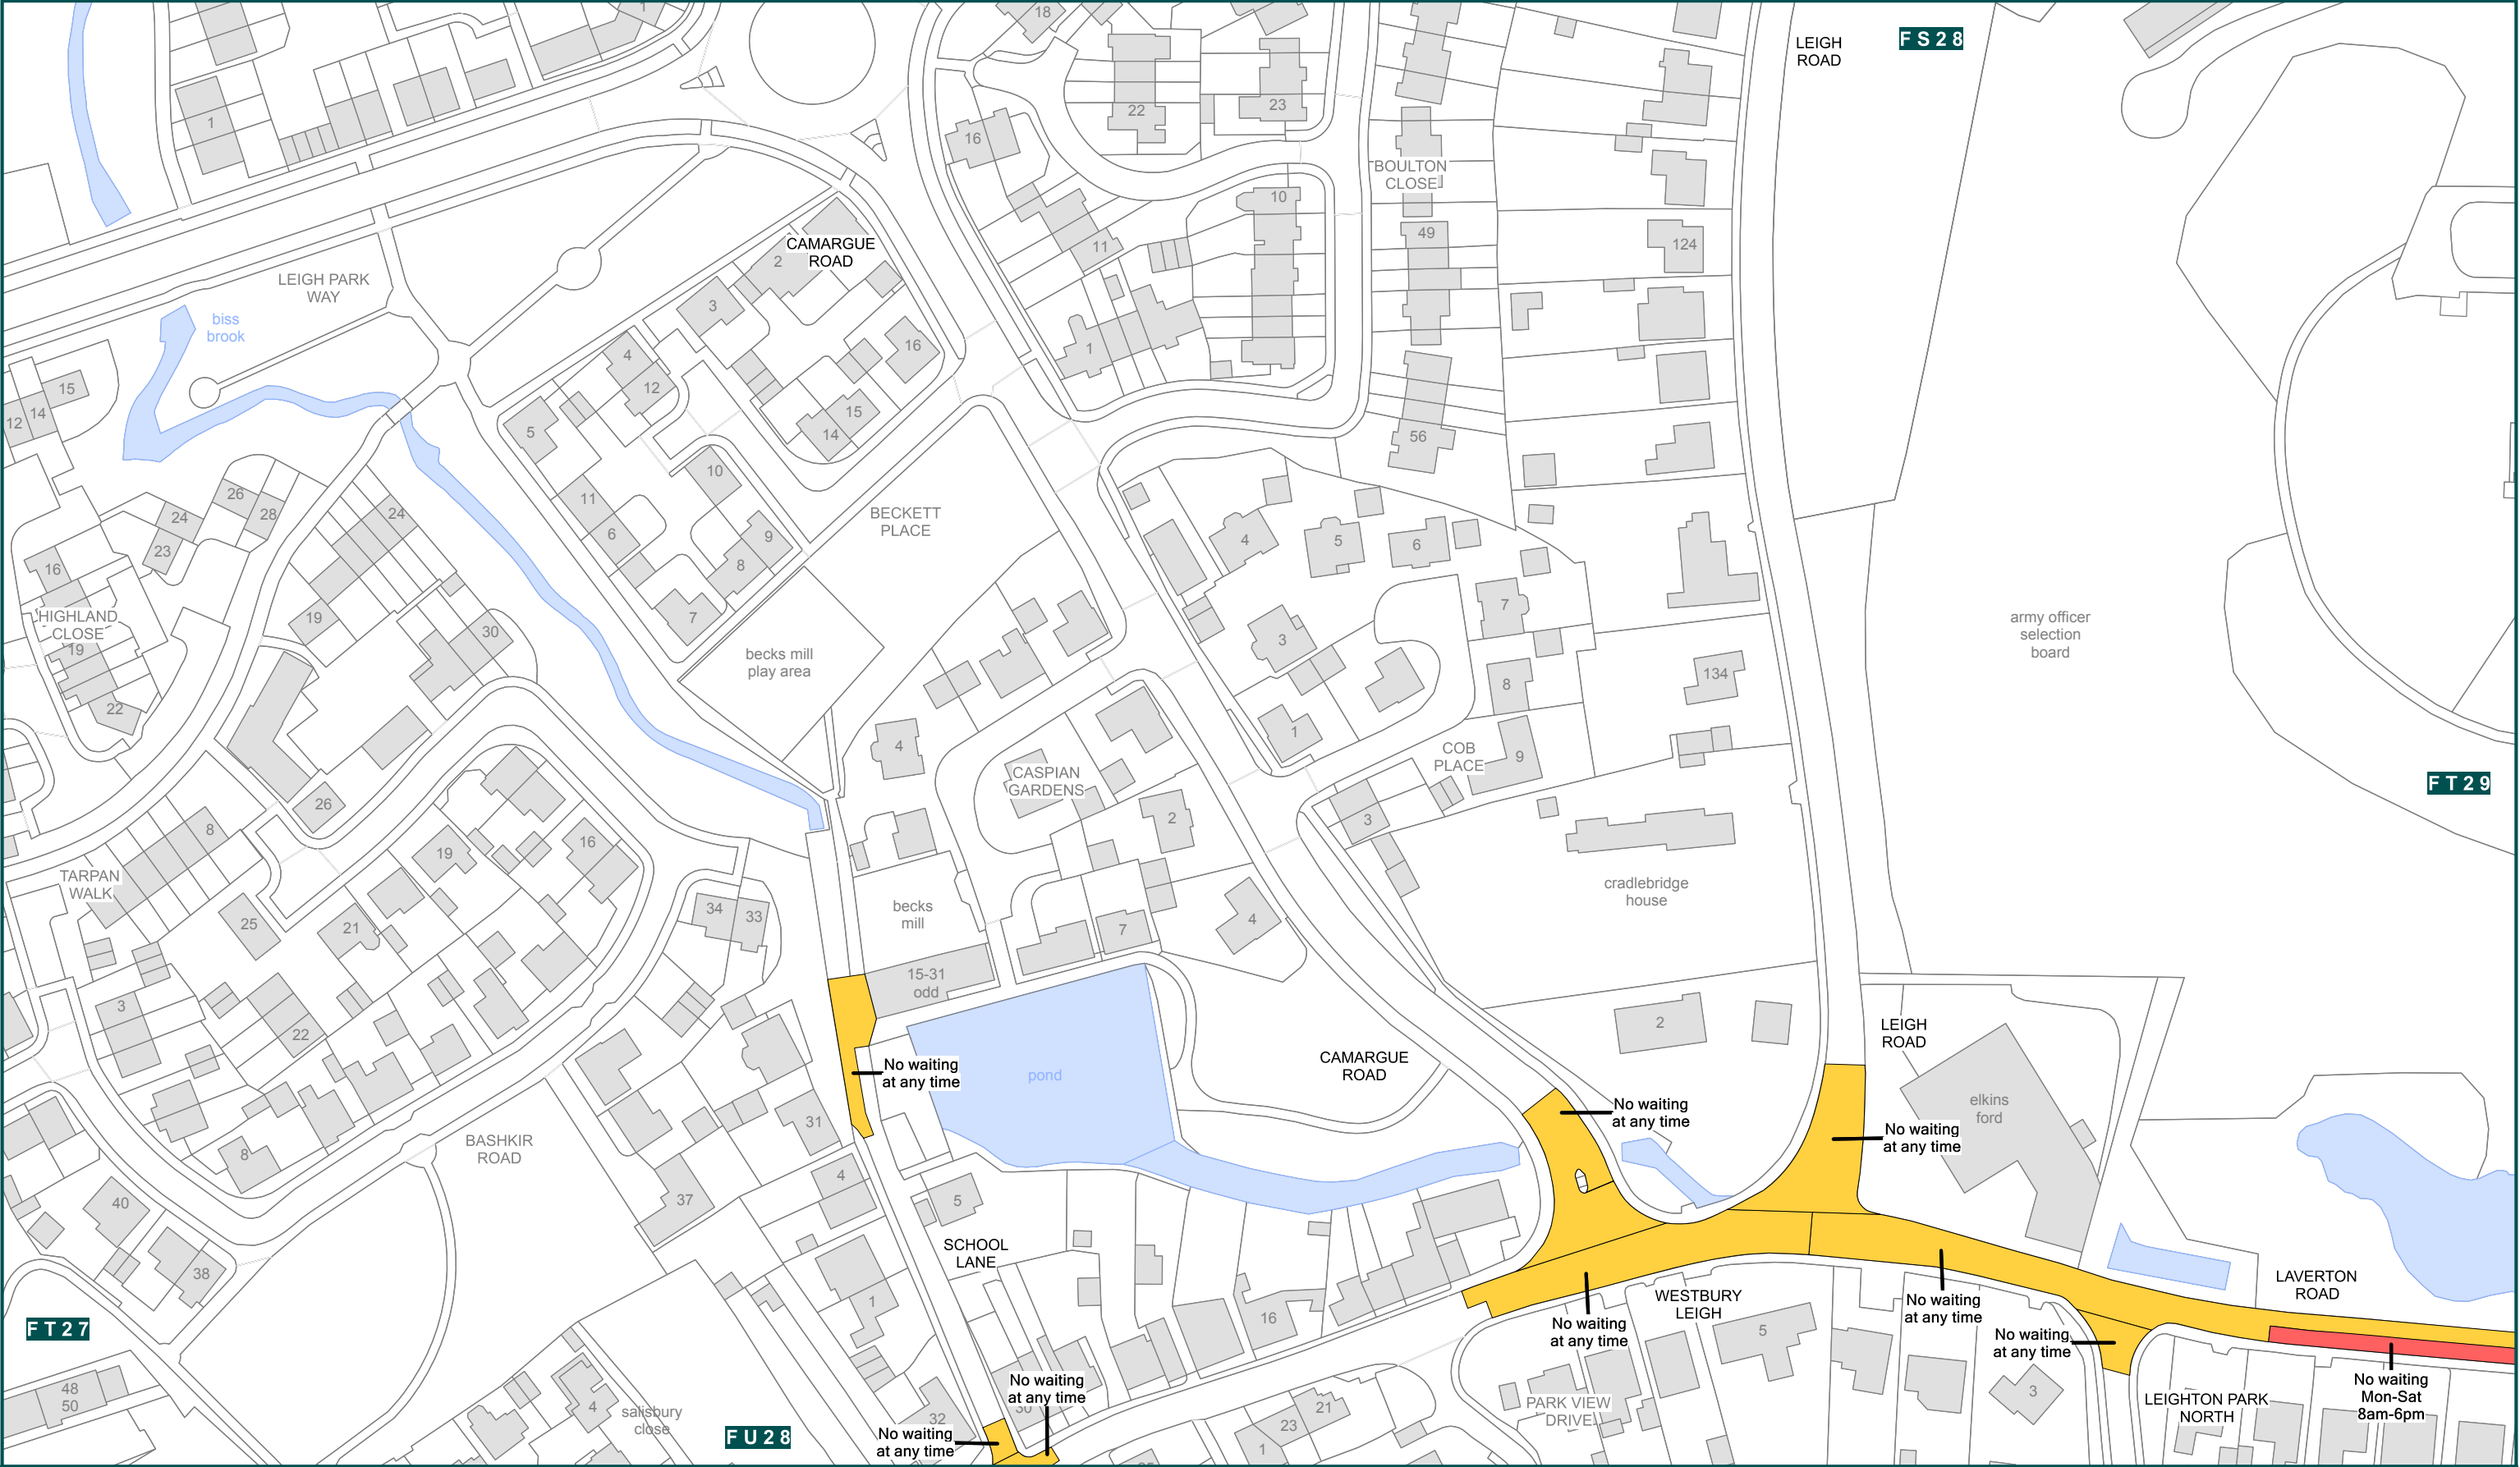 1
18
FS28
LEIGH
ROAD
1
22
23
16
BOULTON
CLOSE
10
CAMARGUE
ROAD
2
11
49
124
LEIGH PARK
WAY
biss
brook
3
4
12
16
1
15
12
14
5
15
14
56
10
11
26
28
24
24
23
BECKETT
PLACE
6
9
8
4
5
6
16
HIGHLAND
CLOSE
19
22
19
30
7
becks mill
play area
7
3
8
134
army officer
selection
board
4
1
COB
PLACE
9
CASPIAN
GARDENS
FT29
26
8
19
16
2
3
TARPAN
WALK
25
21
34
33
becks
mill
7
4
cradlebridge
house
15-31
odd
3
22
2
LEIGH
ROAD
No waiting
at any time
pond
CAMARGUE
ROAD
No waiting
at any time
elkins
ford
No waiting
at any time
31
BASHKIR
ROAD
8
40
37
4
5
SCHOOL
LANE
38
1
16
WESTBURY
LEIGH
LAVERTON
ROAD
No waiting
at any time
No waiting
at any time
No waiting
at any time
5
3
FT27
48
50
4
salisbury
close
No waiting
at any time
30
32
No waiting
at any time
FU28
23
21
1
PARK VIEW
DRIVE
LEIGHTON PARK
NORTH
No waiting
Mon-Sat
8am-6pm